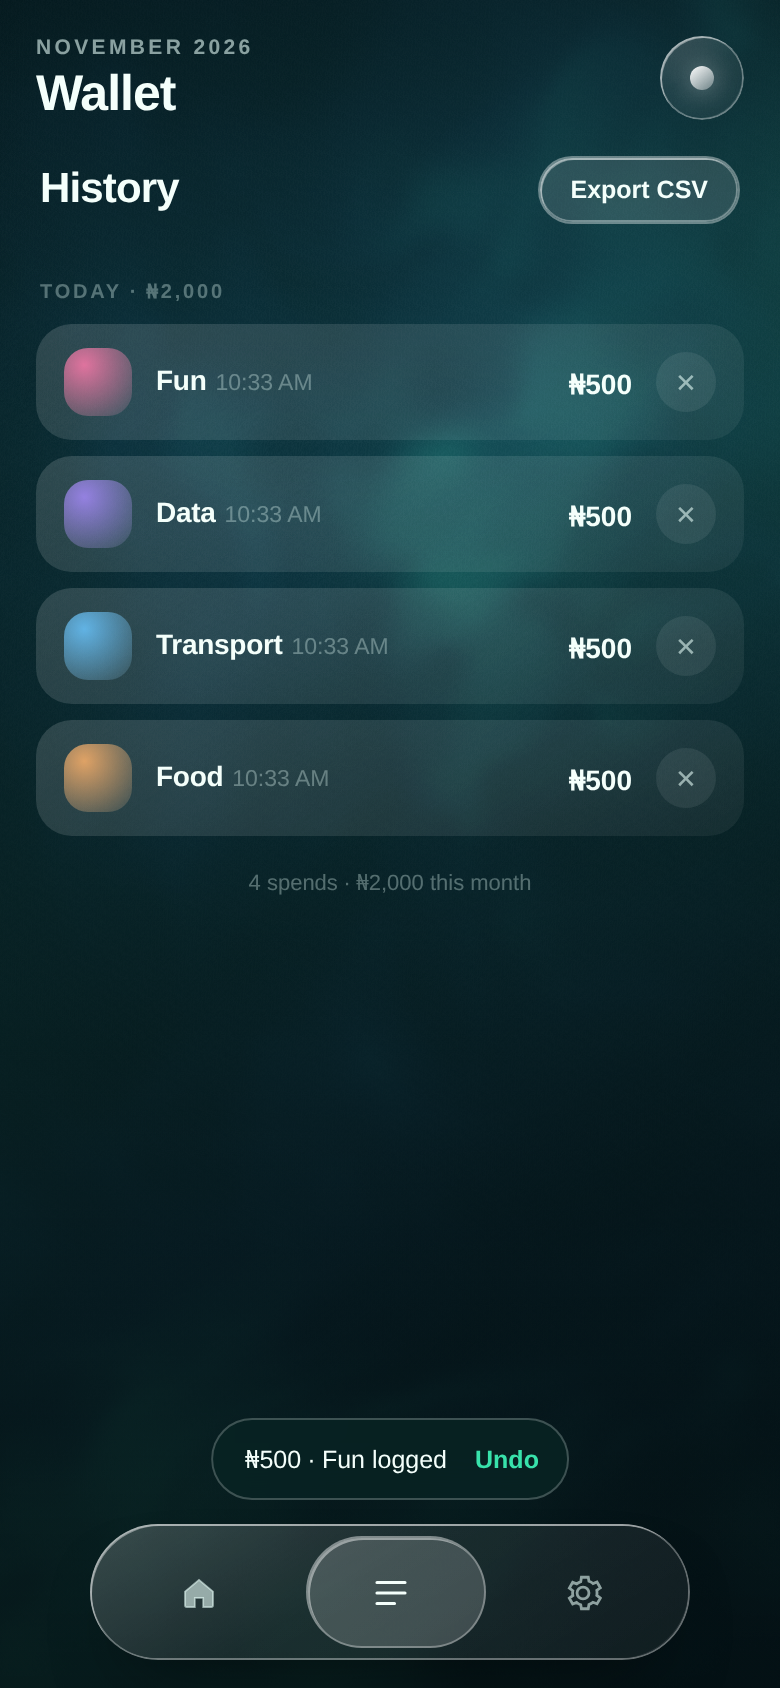 NOVEMBER 2026
Wallet
History
Export CSV
TODAY · ₦2,000
Fun 10:33 AM ₦500 ✕
Data 10:33 AM ₦500 ✕
Transport 10:33 AM ₦500 ✕
Food 10:33 AM ₦500 ✕
4 spends · ₦2,000 this month
₦500 · Fun logged Undo